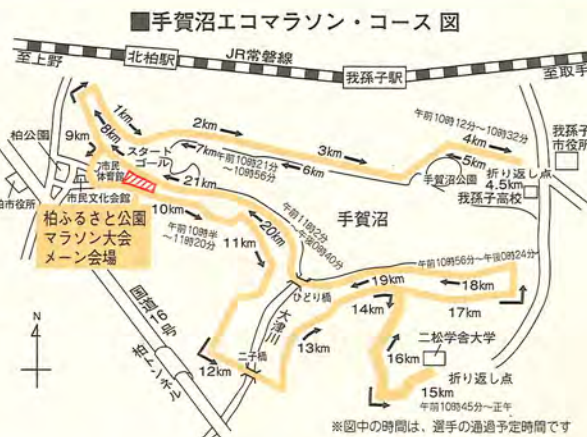 ■手賀沼エコマラソン・コース 図
至上野
北柏駅
JR常磐線
我孫子駅
至取手
1km
2km
3km
午前10時12分~10時32分
4km
我孫子市役所
柏公園
9km
8km
スタート
ゴール
7km
午前10時21分
~10時56分
6km
手賀沼公園
5km
折り返し点
4.5km
我孫子高校
市民
体育館
市民文化会館
21km
手賀沼
柏ふるさと公園
マラソン大会
メーン会場
10km
午前10時半
~11時20分
11km
20km
午前11時2分
~午後0時40分
午前10時56分~午後0時24分
19km
18km
17km
ひどり橋
14km
国道16号
大津川
13km
二子橋
12km
柏トンネル
16km
二松学舎大学
折り返し点
15km
午前10時45分~正午
N
※図中の時間は、選手の通過予定時間です